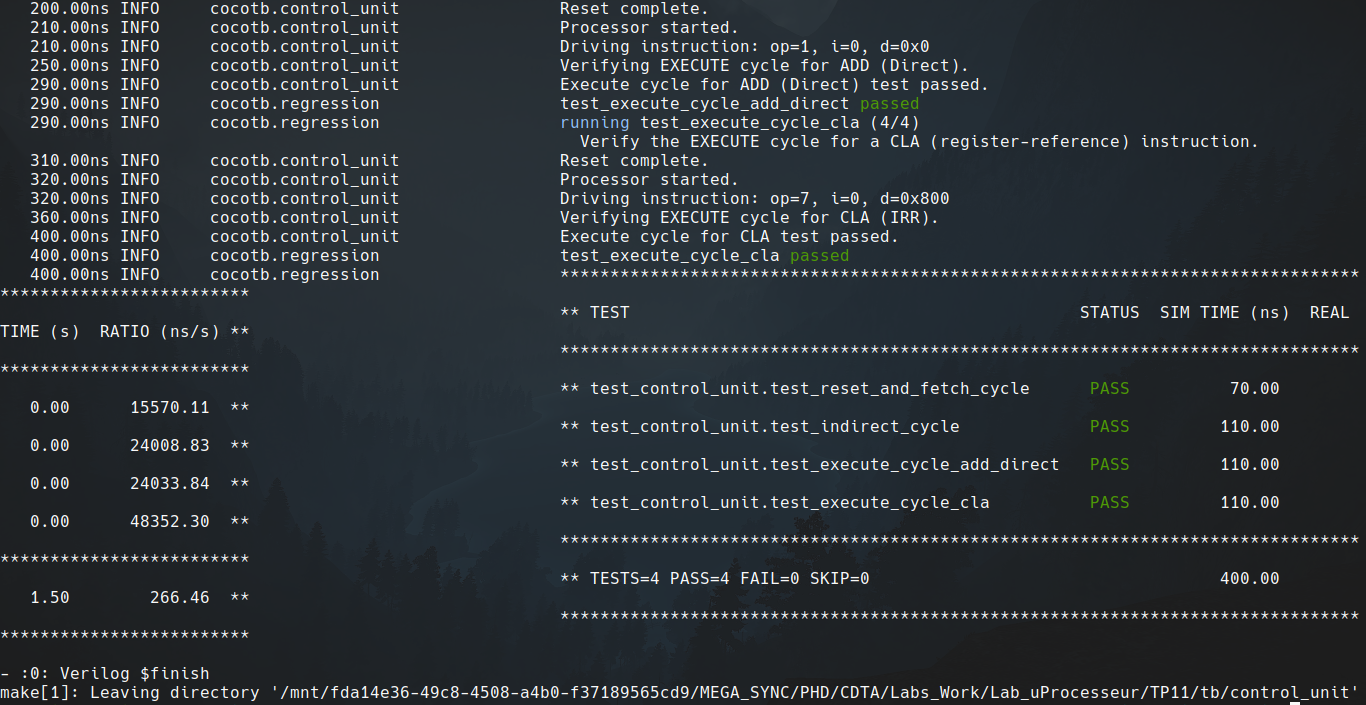 200.00ns INFO     cocotb.control_unit                Reset complete.
210.00ns INFO     cocotb.control_unit                Processor started.
210.00ns INFO     cocotb.control_unit                Driving instruction: op=1, i=0, d=0x0
250.00ns INFO     cocotb.control_unit                Verifying EXECUTE cycle for ADD (Direct).
290.00ns INFO     cocotb.control_unit                Execute cycle for ADD (Direct) test passed.
290.00ns INFO     cocotb.regression                  test_execute_cycle_add_direct passed
290.00ns INFO     cocotb.regression                  running test_execute_cycle_cla (4/4)
Verify the EXECUTE cycle for a CLA (register-reference) instruction.
310.00ns INFO     cocotb.control_unit                Reset complete.
320.00ns INFO     cocotb.control_unit                Processor started.
320.00ns INFO     cocotb.control_unit                Driving instruction: op=7, i=0, d=0x800
360.00ns INFO     cocotb.control_unit                Verifying EXECUTE cycle for CLA (IRR).
400.00ns INFO     cocotb.control_unit                Execute cycle for CLA test passed.
400.00ns INFO     cocotb.regression                  test_execute_cycle_cla passed
400.00ns INFO     cocotb.regression                  ********************************************************************************
*************************
** TEST                                             STATUS  SIM TIME (ns)  REAL
TIME (s)  RATIO (ns/s) **
********************************************************************************
*************************
** test_control_unit.test_reset_and_fetch_cycle      PASS          70.00
0.00      15570.11  **
** test_control_unit.test_indirect_cycle             PASS         110.00
0.00      24008.83  **
** test_control_unit.test_execute_cycle_add_direct   PASS         110.00
0.00      24033.84  **
** test_control_unit.test_execute_cycle_cla          PASS         110.00
0.00      48352.30  **
********************************************************************************
*************************
** TESTS=4 PASS=4 FAIL=0 SKIP=0                                   400.00
1.50        266.46  **
********************************************************************************
*************************
- :0: Verilog $finish
make[1]: Leaving directory '/mnt/fda14e36-49c8-4508-a4b0-f37189565cd9/MEGA_SYNC/PHD/CDTA/Labs_Work/Lab_uProcesseur/TP11/tb/control_unit'